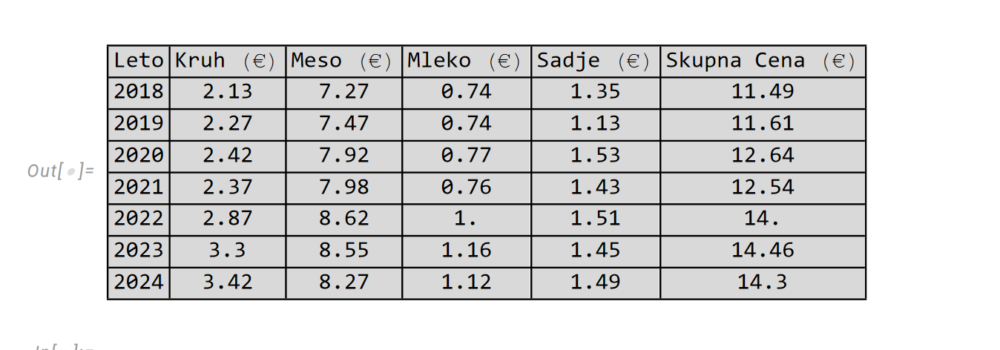 Leto Kruh (€) Meso (€) Mleko (€) Sadje (€) Skupna Cena (€)
2018 2.13 7.27 0.74 1.35 11.49
2019 2.27 7.47 0.74 1.13 11.61
2020 2.42 7.92 0.77 1.53 12.64
Out[•]=
2021 2.37 7.98 0.76 1.43 12.54
2022 2.87 8.62 1. 1.51 14.
2023 3.3 8.55 1.16 1.45 14.46
2024 3.42 8.27 1.12 1.49 14.3